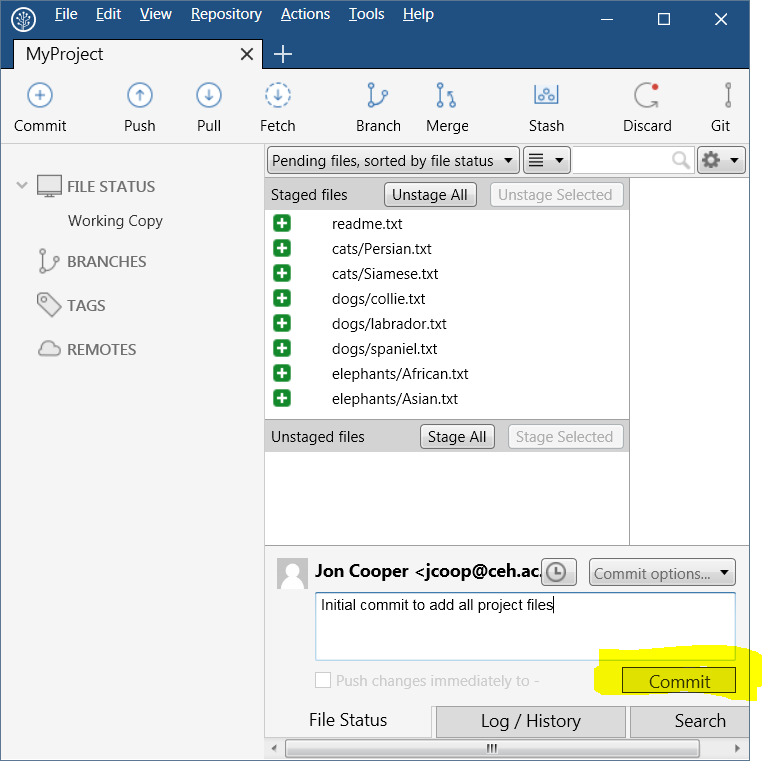 File Edit View Repository Actions Tools Help
MyProject
Commit Push Pull Fetch Branch Merge Stash Discard Git
Pending files, sorted by file status
FILE STATUS
Working Copy
BRANCHES
TAGS
REMOTES
Staged files Unstage All Unstage Selected
readme.txt
cats/Persian.txt
cats/Siamese.txt
dogs/collie.txt
dogs/labrador.txt
dogs/spaniel.txt
elephants/African.txt
elephants/Asian.txt
Unstaged files Stage All Stage Selected
Jon Cooper <jcoop@ceh.ac. Commit options...
Initial commit to add all project files
Push changes immediately to - Commit
File Status Log / History Search